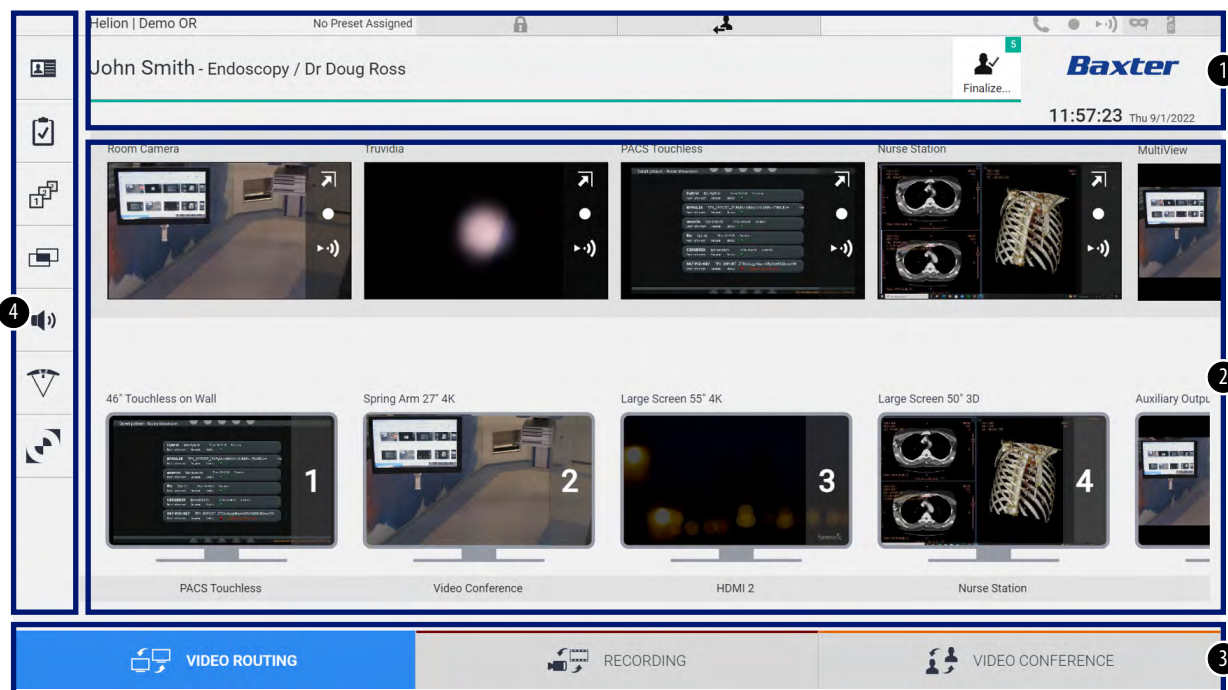 Helion | Demo OR
No Preset Assigned
5
John Smith - Endoscopy / Dr Doug Ross
Finalize...
Baxter
1
11:57:23 Thu 9/1/2022
Room Camera
Truvidia
PACS Touchless
Nurse Station
MultiView
4
2
46" Touchless on Wall
Spring Arm 27" 4K
Large Screen 55" 4K
Large Screen 50" 3D
Auxiliary Outpu
1
2
3
4
PACS Touchless
Video Conference
HDMI 2
Nurse Station
VIDEO ROUTING
RECORDING
VIDEO CONFERENCE
3